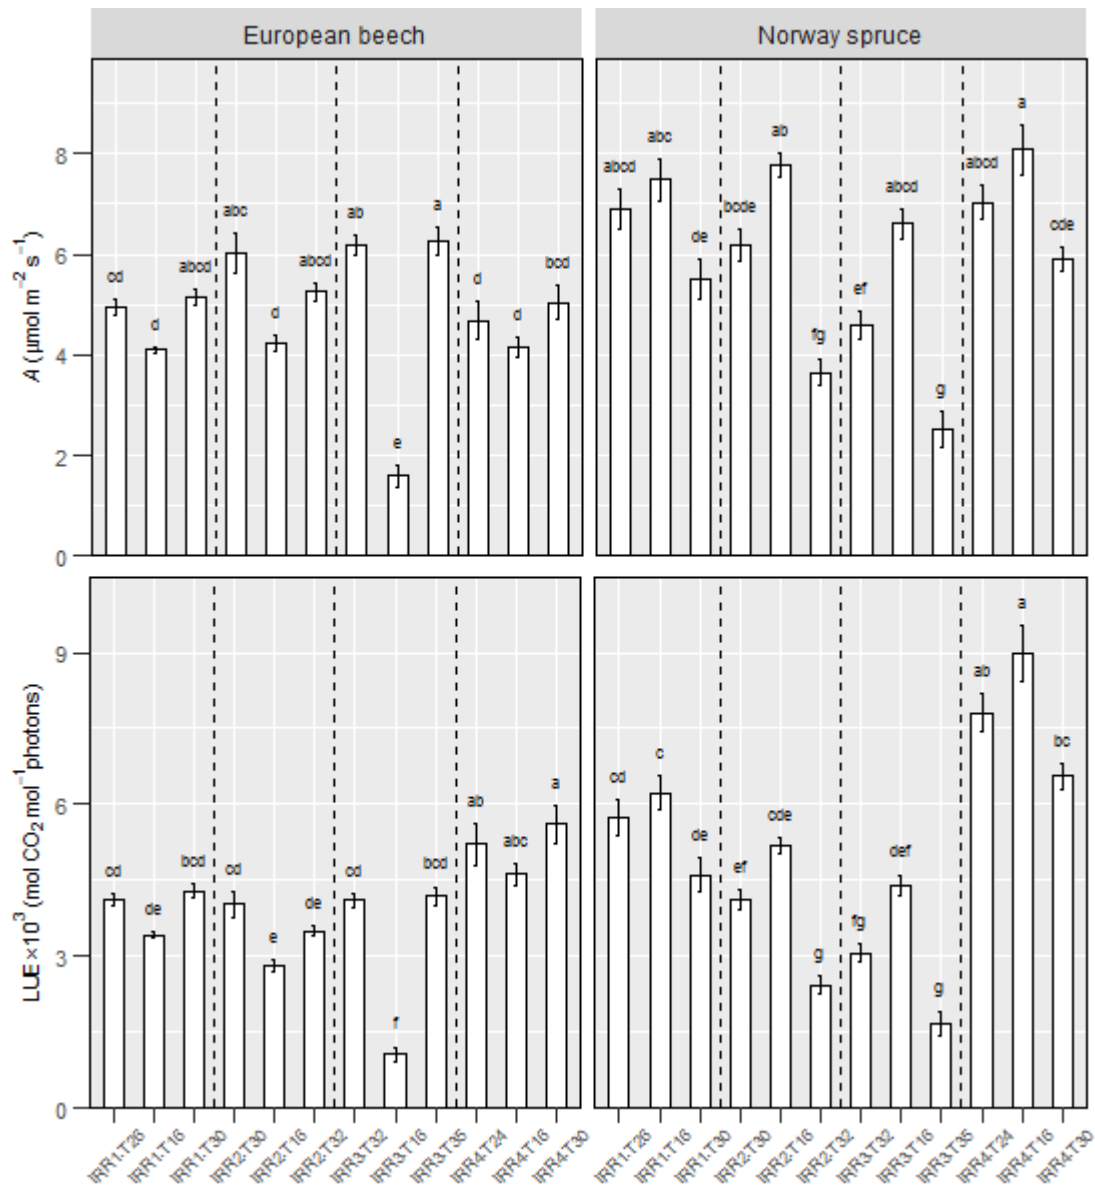 European beech Norway spruce
A (µmol m⁻² s⁻¹)
8
6
4
2
0
cd d abcd abc d abcd ab e a d d bcd
abcd abc de bcde ab fg ef abcd g abcd a cde
LUE ×10³ (mol CO₂ mol⁻¹photons)
9
6
3
0
cd de bcd cd e de cd f bcd ab abc a
cd c de ef cde g fg def g ab a bc
IRR1.T26 IRR1.T16 IRR1.T30 IRR2.T30 IRR2.T16 IRR2.T32 IRR3.T32 IRR3.T16 IRR3.T35 IRR4.T24 IRR4.T16 IRR4.T30
IRR1.T26 IRR1.T16 IRR1.T30 IRR2.T30 IRR2.T16 IRR2.T32 IRR3.T32 IRR3.T16 IRR3.T35 IRR4.T24 IRR4.T16 IRR4.T30